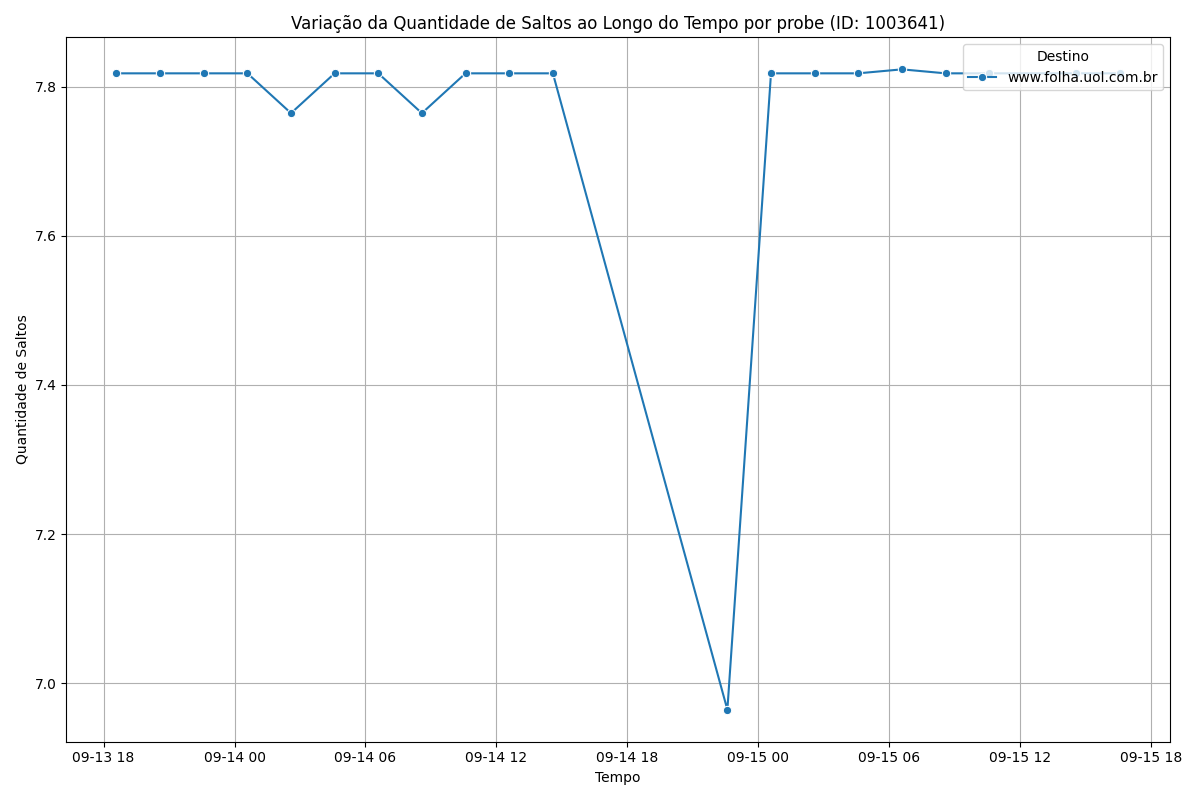 Variação da Quantidade de Saltos ao Longo do Tempo por probe (ID: 1003641)
Destino
www.folha.uol.com.br
Quantidade de Saltos
7.8
7.6
7.4
7.2
7.0
09-13 18
09-14 00
09-14 06
09-14 12
09-14 18
09-15 00
09-15 06
09-15 12
09-15 18
Tempo